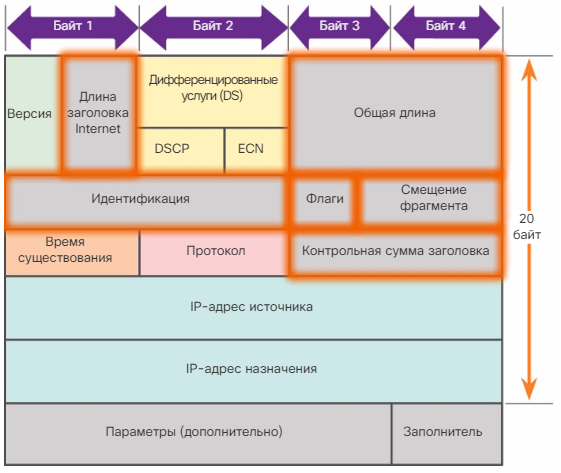 Байт 1
Байт 2
Байт 3
Байт 4
Версия
Длина
заголовка
Internet
Дифференцированные
услуги (DS)
DSCP
ECN
Общая длина
Идентификация
Флаги
Смещение
фрагмента
Время
существования
Протокол
Контрольная сумма заголовка
20
байт
IP-адрес источника
IP-адрес назначения
Параметры (дополнительно)
Заполнитель